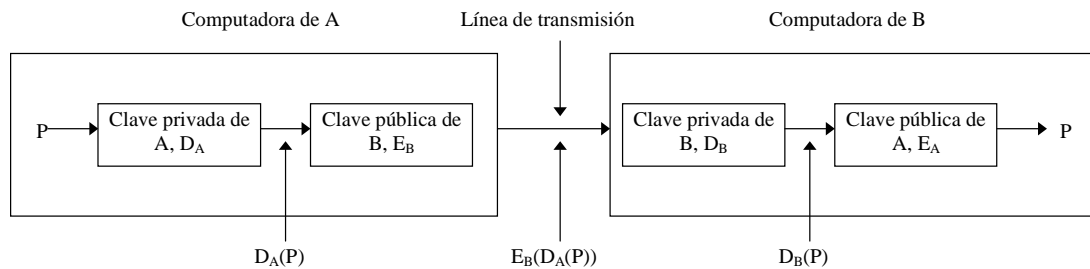 Computadora de A
Línea de transmisión
Computadora de B
P
Clave privada de
A, D_A
Clave pública de
B, E_B
Clave privada de
B, D_B
Clave pública de
A, E_A
P
D_A(P)
E_B(D_A(P))
D_B(P)